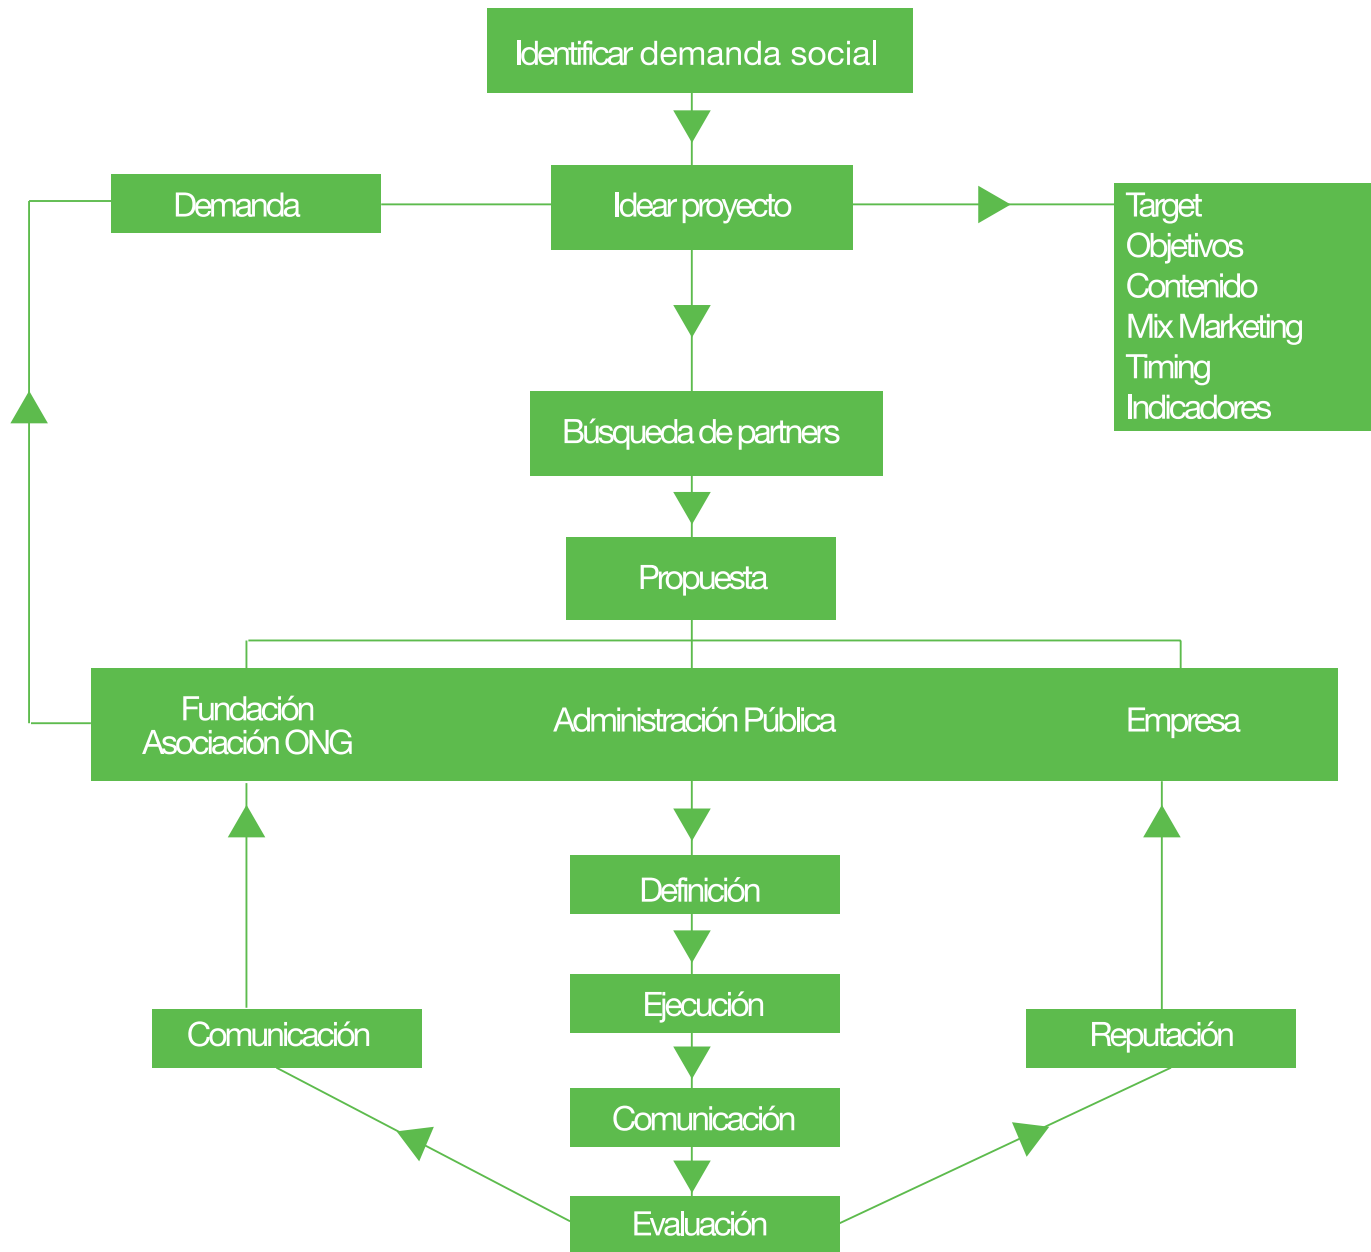 Identificar demanda social
Demanda
Idear proyecto
Target
Objetivos
Contenido
Mix Marketing
Timing
Indicadores
Búsqueda de partners
Propuesta
Fundación
Asociación ONG
Administración Pública
Empresa
Definición
Ejecución
Comunicación
Reputación
Comunicación
Evaluación